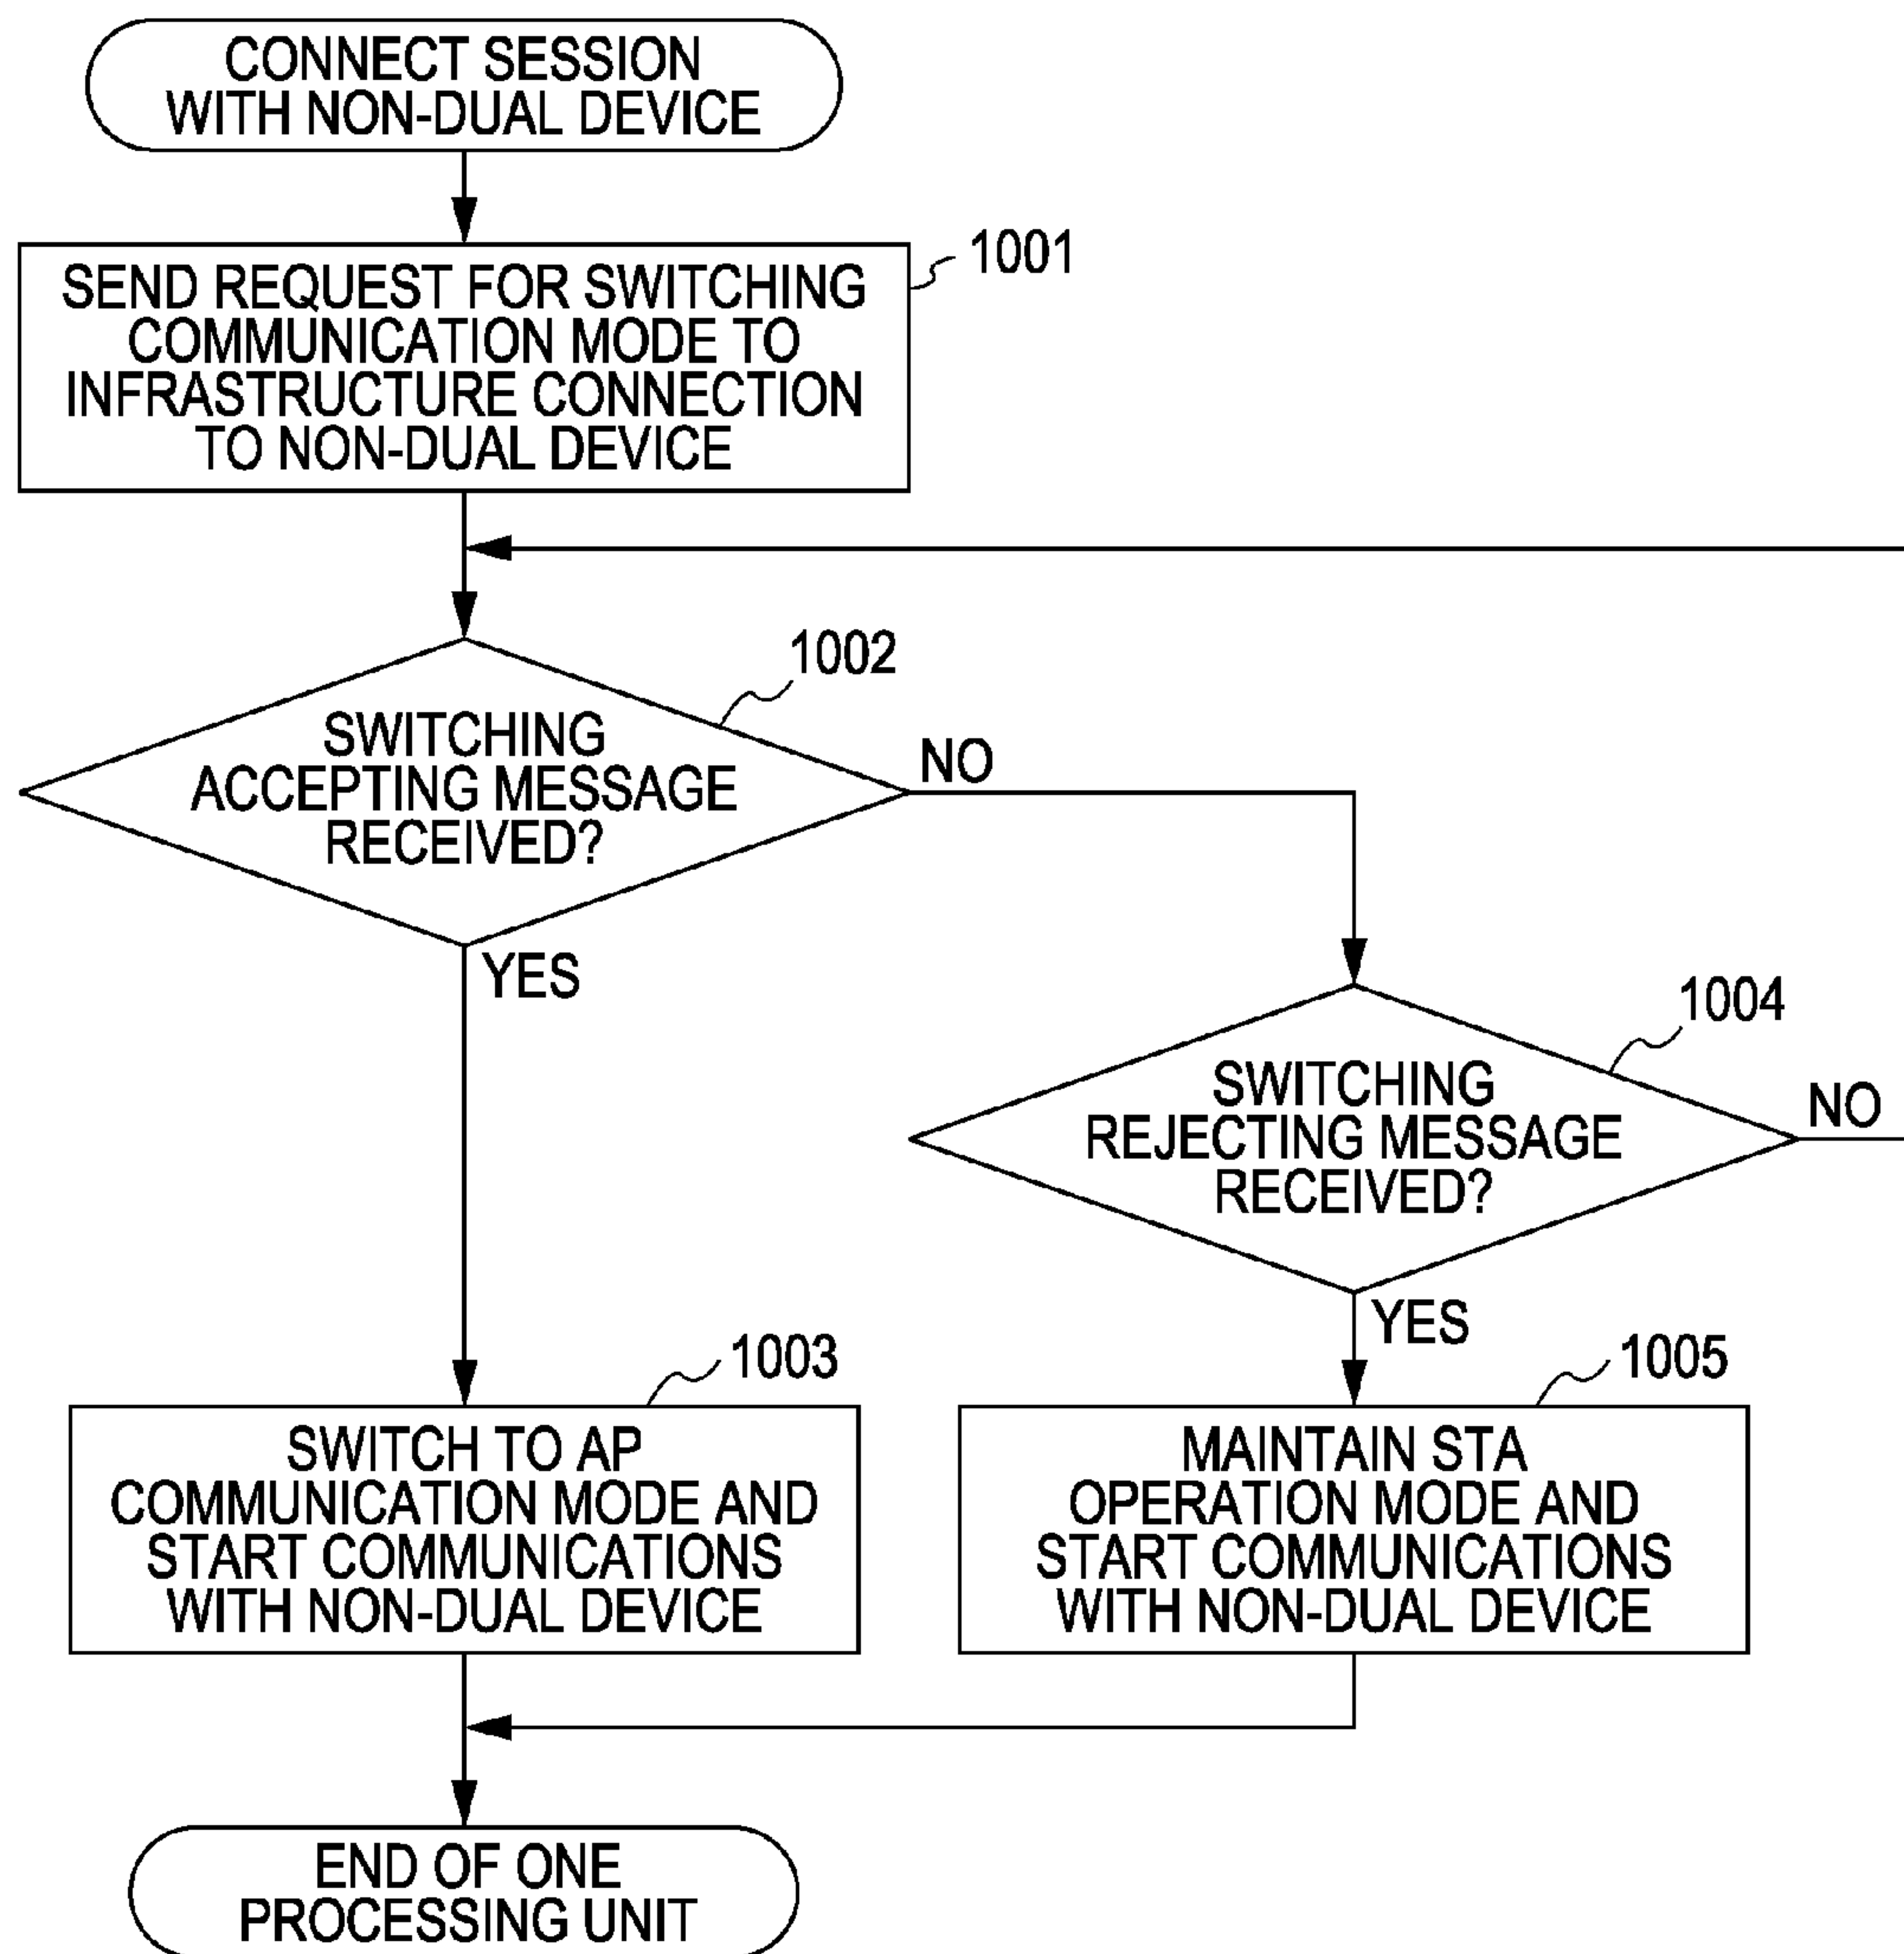 CONNECT SESSION
WITH NON-DUAL DEVICE
1001
SEND REQUEST FOR SWITCHING
COMMUNICATION MODE TO
INFRASTRUCTURE CONNECTION
TO NON-DUAL DEVICE
1002
SWITCHING
ACCEPTING MESSAGE
RECEIVED?
NO
YES
1004
SWITCHING
REJECTING MESSAGE
RECEIVED?
NO
YES
1003
SWITCH TO AP
COMMUNICATION MODE AND
START COMMUNICATIONS
WITH NON-DUAL DEVICE
1005
MAINTAIN STA
OPERATION MODE AND
START COMMUNICATIONS
WITH NON-DUAL DEVICE
END OF ONE
PROCESSING UNIT